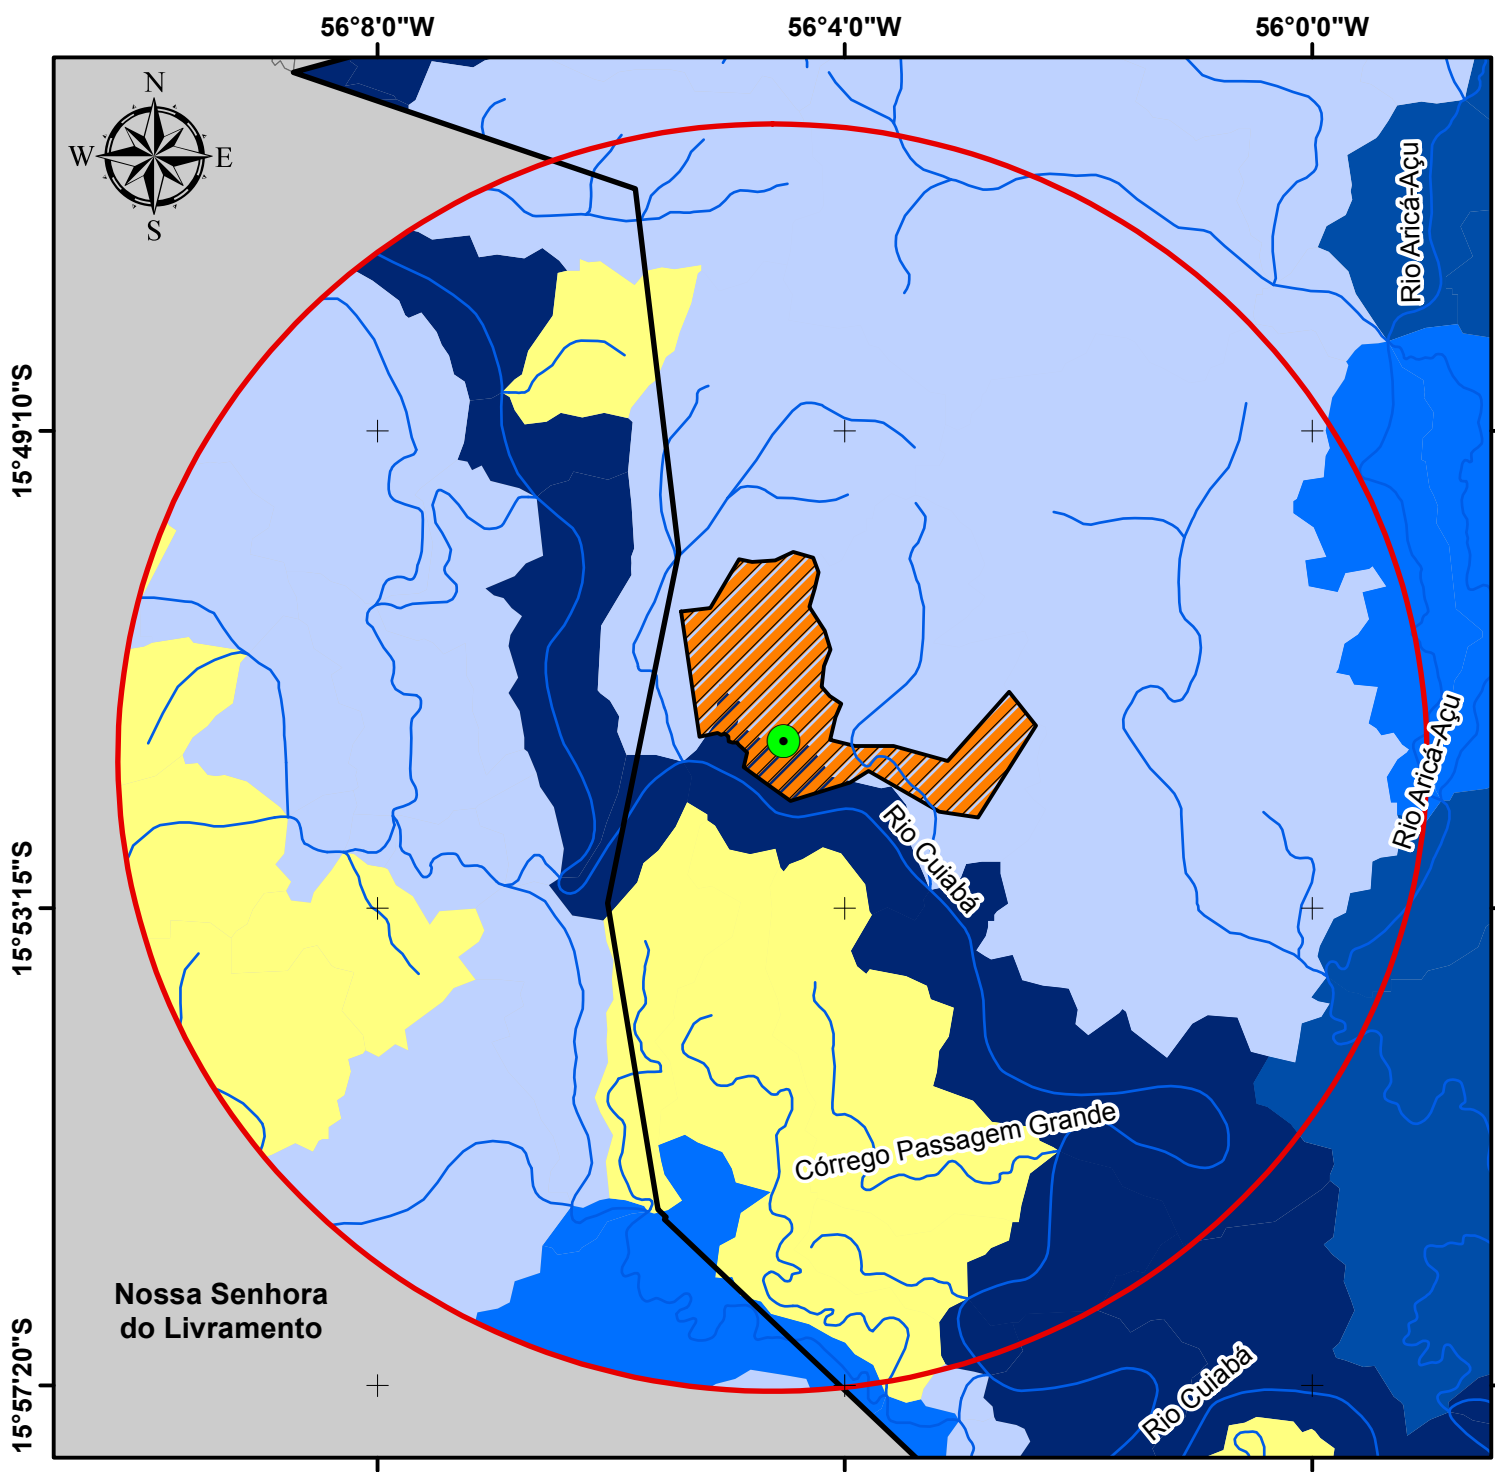 56°8'0"W
56°4'0"W
56°0'0"W
N
W
E
S
Rio Aricá-Açu
15°49'10"S
Rio Aricá-Açu
Rio Cuiabá
15°53'15"S
Córrego Passagem Grande
Nossa Senhora
do Livramento
15°57'20"S
Rio Cuiabá